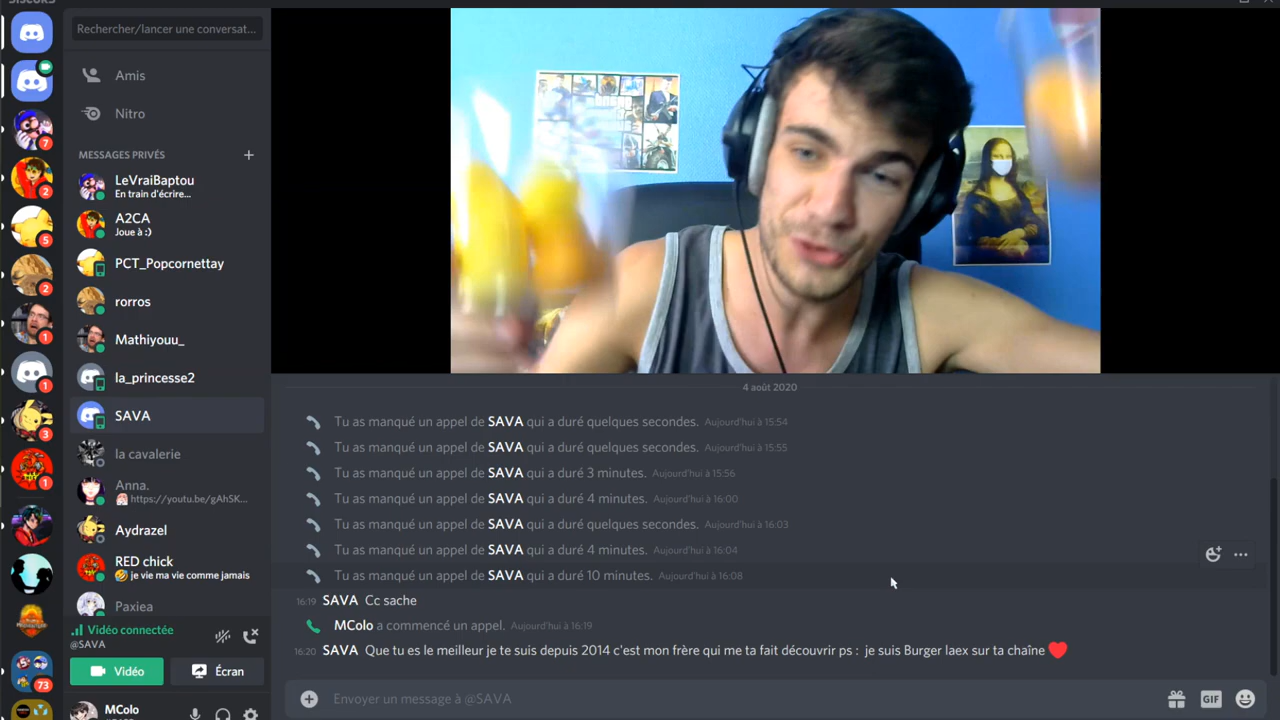 Rechercher/lancer une conversat...
Amis
Nitro
MESSAGES PRIVÉS
LeVraiBaptou
En train d'écrire...
A2CA
Joue à :)
PCT_Popcornettay
rorros
Mathiyouu_
la_princesse2
SAVA
la cavalerie
Anna.
https://youtu.be/gAhSK...
Aydrazel
RED chick
🤣 je vie ma vie comme jamais
Paxiea
Vidéo connectée
@SAVA
Vidéo
Écran
MColo
7
2
5
2
1
1
3
1
73
4 août 2020
Tu as manqué un appel de SAVA qui a duré quelques secondes. Aujourd'hui à 15:54
Tu as manqué un appel de SAVA qui a duré quelques secondes. Aujourd'hui à 15:55
Tu as manqué un appel de SAVA qui a duré 3 minutes. Aujourd'hui à 15:56
Tu as manqué un appel de SAVA qui a duré 4 minutes. Aujourd'hui à 16:00
Tu as manqué un appel de SAVA qui a duré quelques secondes. Aujourd'hui à 16:03
Tu as manqué un appel de SAVA qui a duré 4 minutes. Aujourd'hui à 16:04
Tu as manqué un appel de SAVA qui a duré 10 minutes. Aujourd'hui à 16:08
16:19 SAVA Cc sache
MColo a commencé un appel. Aujourd'hui à 16:19
16:20 SAVA Que tu es le meilleur je te suis depuis 2014 c'est mon frère qui me ta fait découvrir ps : je suis Burger laex sur ta chaîne ❤️
Envoyer un message à @SAVA
GIF